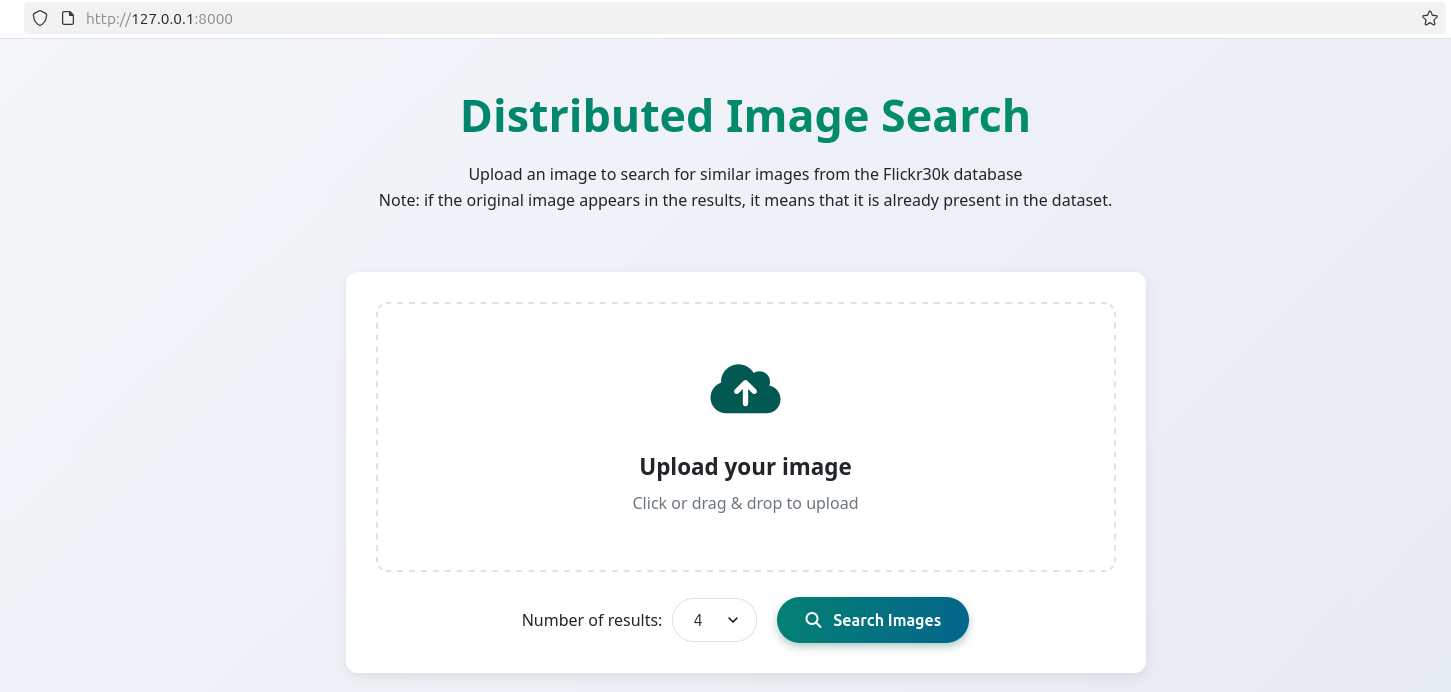 http://127.0.0.1:8000
Distributed Image Search
Upload an image to search for similar images from the Flickr30k database
Note: if the original image appears in the results, it means that it is already present in the dataset.
Upload your image
Click or drag & drop to upload
Number of results: 4 Search Images